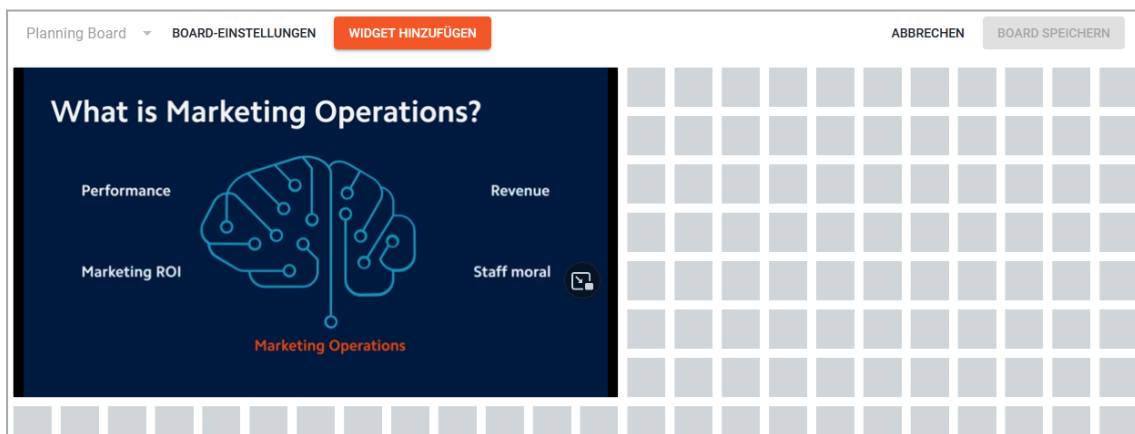 Planning Board BOARD-EINSTELLUNGEN WIDGET HINZUFÜGEN ABBRECHEN BOARD SPEICHERN
What is Marketing Operations?
Performance Revenue
Marketing ROI Staff moral
Marketing Operations